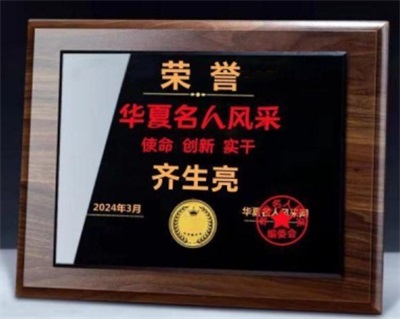 荣誉
华夏名人风采
使命 创新 实干
齐生亮
2024年3月
华夏名人风采网
编委会